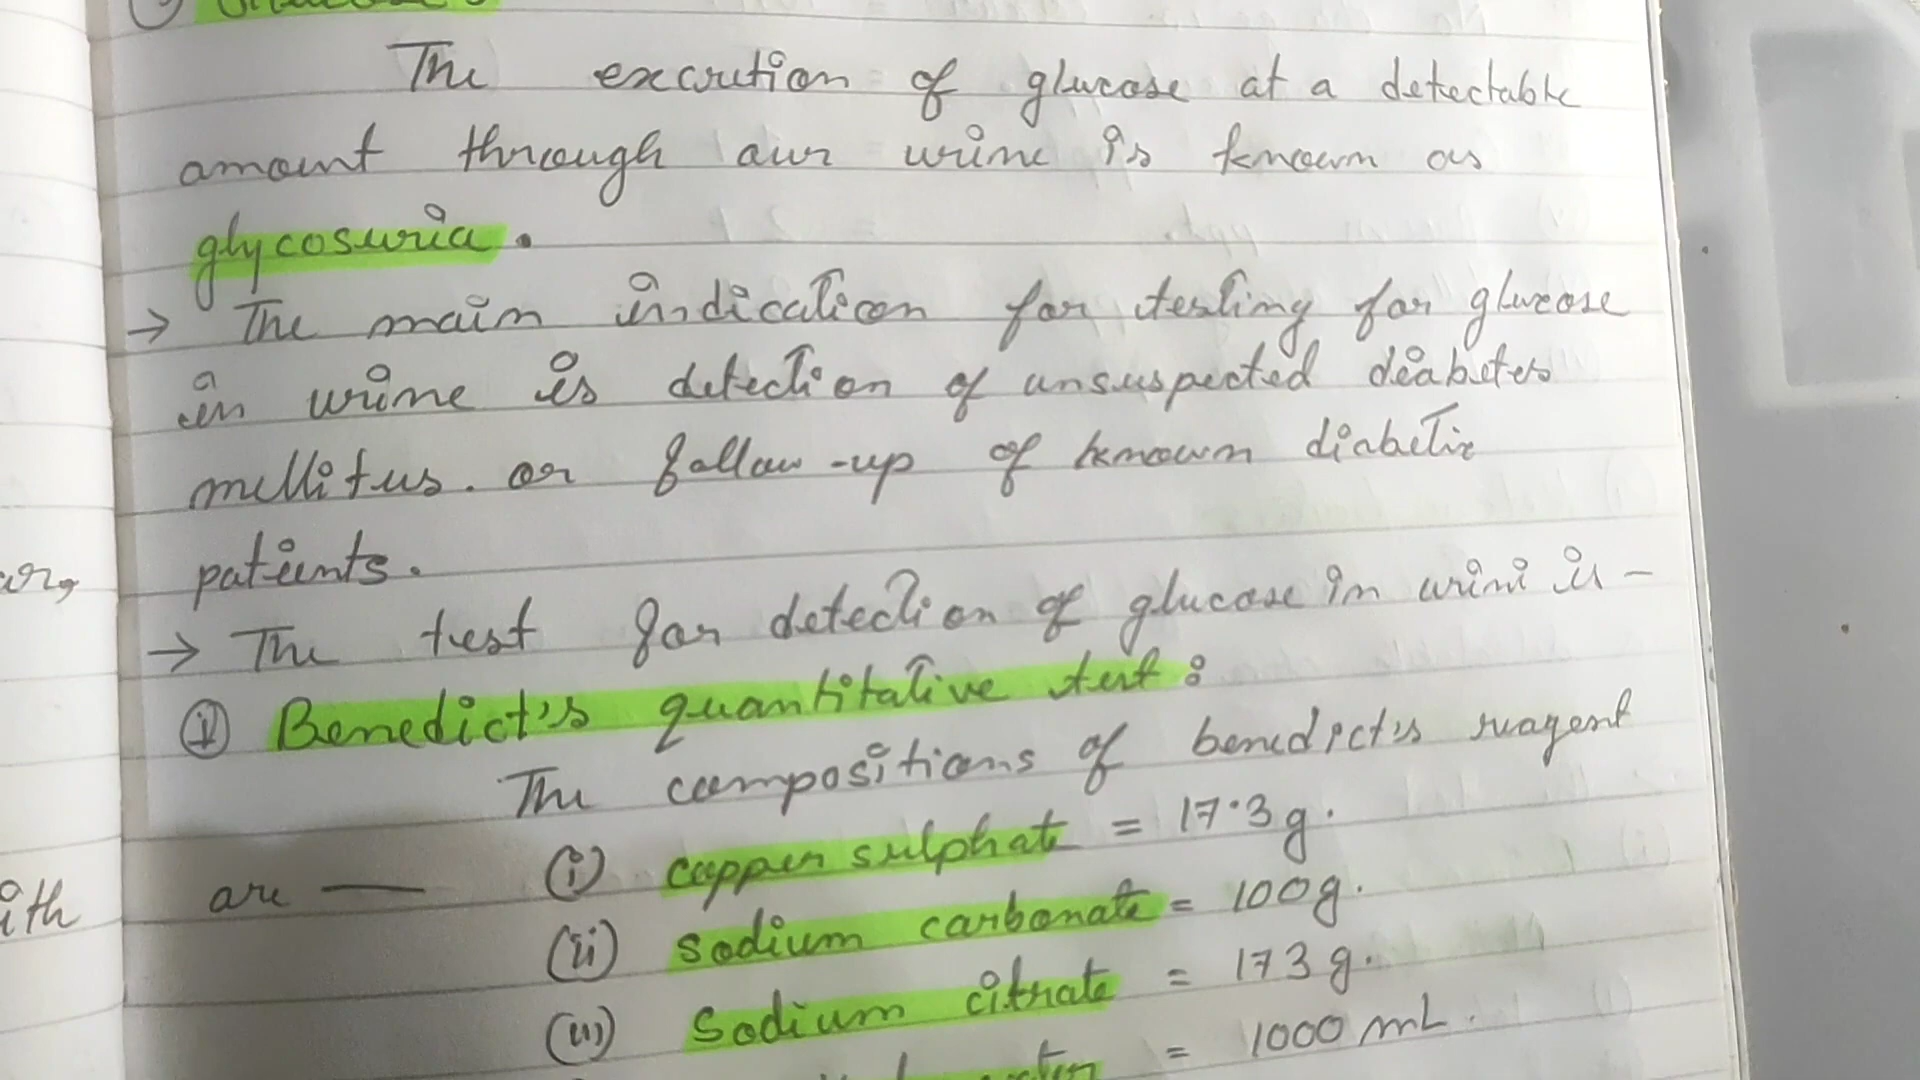 The excretion of glucose at a detectable
amount through our urine is known as
glycosuria.
→ The main indication for testing for glucose
in urine is detection of unsuspected diabetes
mellitus. or follow-up of known diabetic
patients.
→ The test for detection of glucose in urine is -
① Benedict's quantitative test:
The compositions of benedict's reagent
are — (i) copper sulphat = 17.3g.
(ii) sodium carbonate = 100g.
(iii) Sodium citrate = 173g.
= 1000 mL.
ith